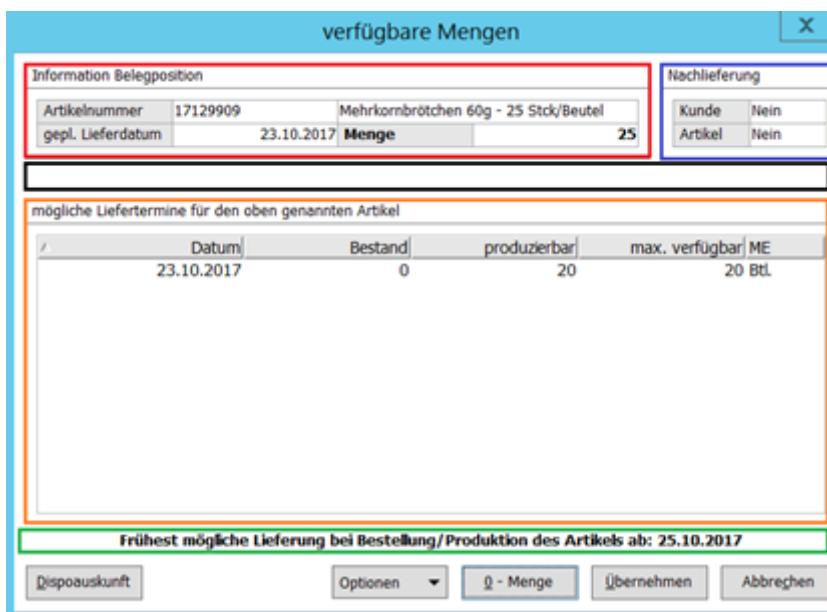 verfügbare Mengen
X
Information Belegposition
Nachlieferung
Artikelnummer 17129909 Mehrkornbrötchen 60g - 25 Stck/Beutel
Kunde Nein
gepl. Lieferdatum 23.10.2017 Menge 25
Artikel Nein
mögliche Liefertermine für den oben genannten Artikel
Datum Bestand produzierbar max. verfügbar ME
23.10.2017 0 20 20 Btl.
Frühest mögliche Lieferung bei Bestellung/Produktion des Artikels ab: 25.10.2017
Dispoauskunft Optionen 0 - Menge Übernehmen Abbrechen